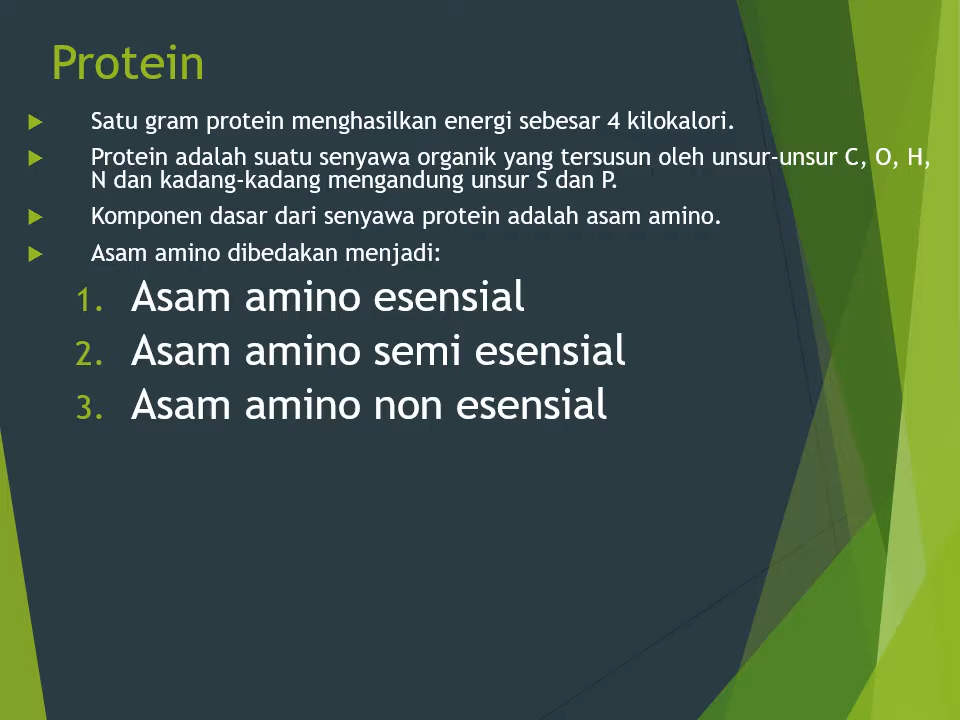 Protein
Satu gram protein menghasilkan energi sebesar 4 kilokalori.
Protein adalah suatu senyawa organik yang tersusun oleh unsur-unsur C, O, H,
N dan kadang-kadang mengandung unsur S dan P.
Komponen dasar dari senyawa protein adalah asam amino.
Asam amino dibedakan menjadi:
1. Asam amino esensial
2. Asam amino semi esensial
3. Asam amino non esensial